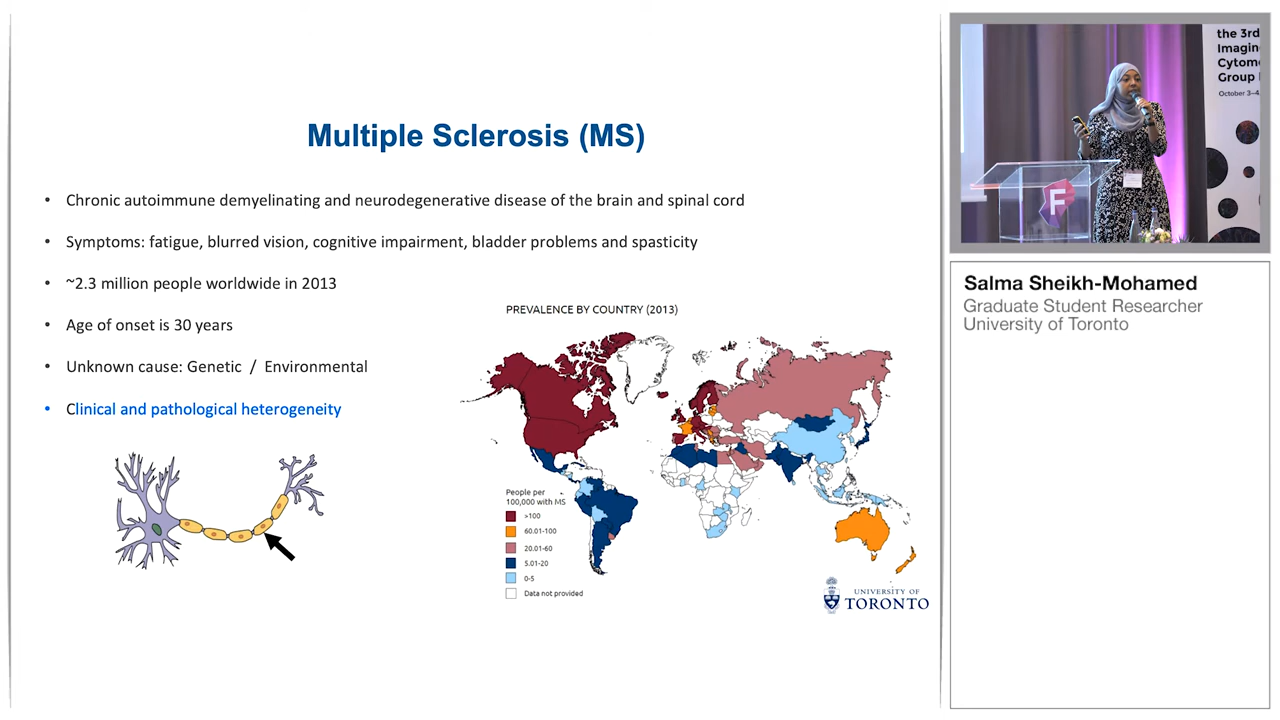 Multiple Sclerosis (MS)
• Chronic autoimmune demyelinating and neurodegenerative disease of the brain and spinal cord
• Symptoms: fatigue, blurred vision, cognitive impairment, bladder problems and spasticity
• ~2.3 million people worldwide in 2013
• Age of onset is 30 years
• Unknown cause: Genetic / Environmental
• Clinical and pathological heterogeneity
PREVALENCE BY COUNTRY (2013)
People per
100,000 with MS
>100
60.01-100
20.01-60
5.01-20
0-5
Data not provided
UNIVERSITY OF
TORONTO
the 3rd
Imagin
Cytome
Group
October 3–4
F
Salma Sheikh-Mohamed
Graduate Student Researcher
University of Toronto